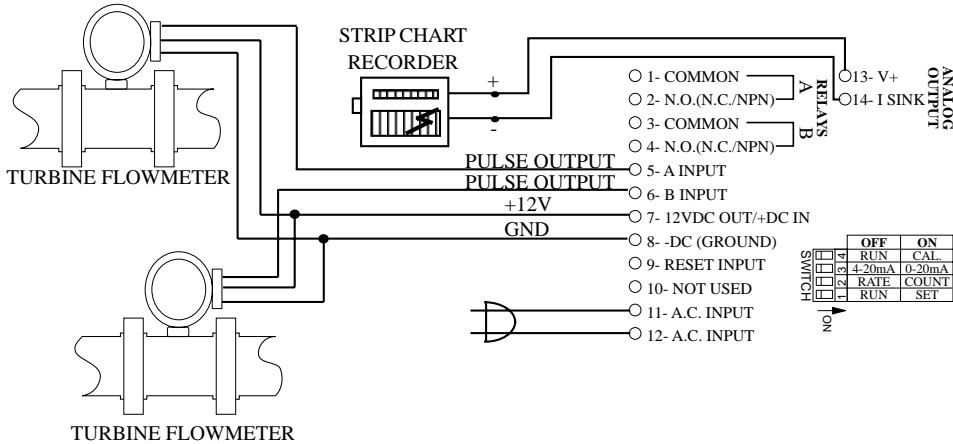 STRIP CHART
RECORDER
+
-
1- COMMON
2- N.O.(N.C./NPN)
3- COMMON
4- N.O.(N.C./NPN)
A
B
RELAYS
13- V+
14- I SINK
ANALOG
OUTPUT
TURBINE FLOWMETER
PULSE OUTPUT
5- A INPUT
PULSE OUTPUT
6- B INPUT
+12V
7- 12VDC OUT/+DC IN
GND
8- -DC (GROUND)
9- RESET INPUT
10- NOT USED
11- A.C. INPUT
12- A.C. INPUT
SWITCH
OFF ON
4 RUN CAL.
3 4-20mA 0-20mA
2 RATE COUNT
1 RUN SET
ON
TURBINE FLOWMETER